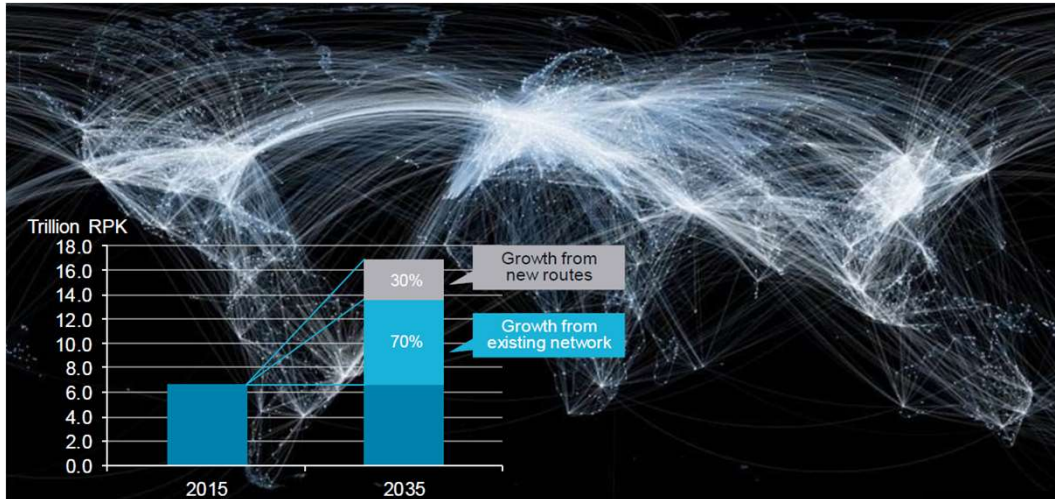 Trillion RPK
18.0
16.0
14.0
12.0
10.0
8.0
6.0
4.0
2.0
0.0
2015
2035
30%
70%
Growth from
new routes
Growth from
existing network